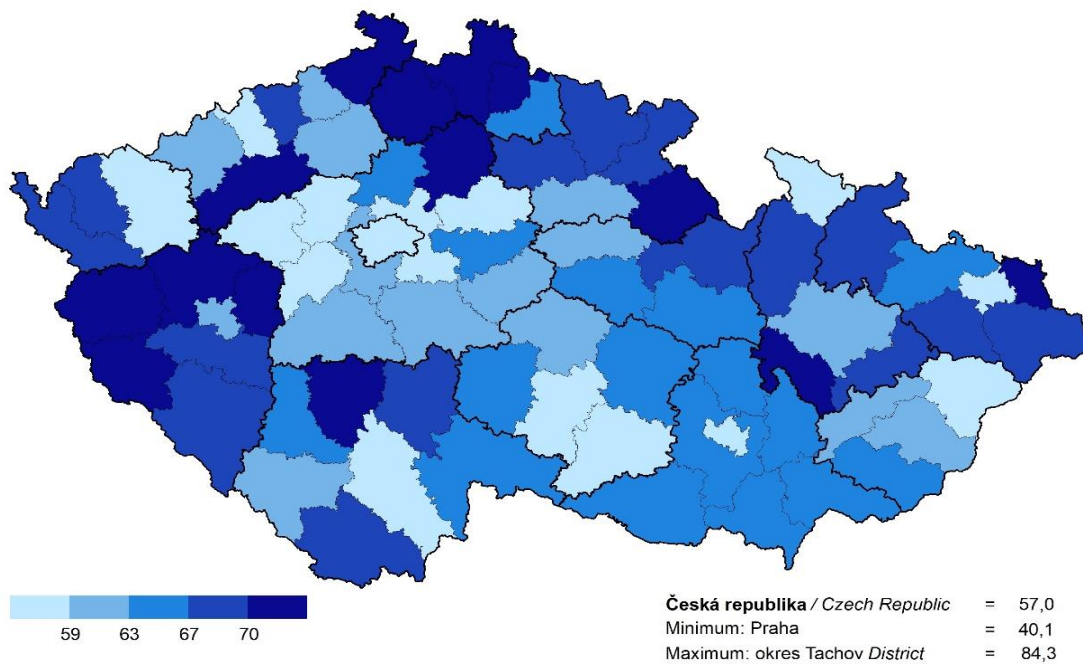 59 63 67 70
Česká republika / Czech Republic = 57,0
Minimum: Praha = 40,1
Maximum: okres Tachov District = 84,3